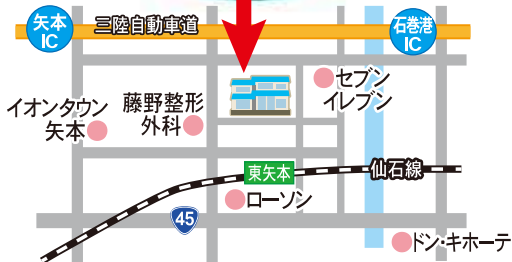 矢本
IC
三陸自動車道
石巻港
IC
セブン
イレブン
イオンタウン
矢本
藤野整形
外科
東矢本
仙石線
ローソン
45
ドン・キホーテ